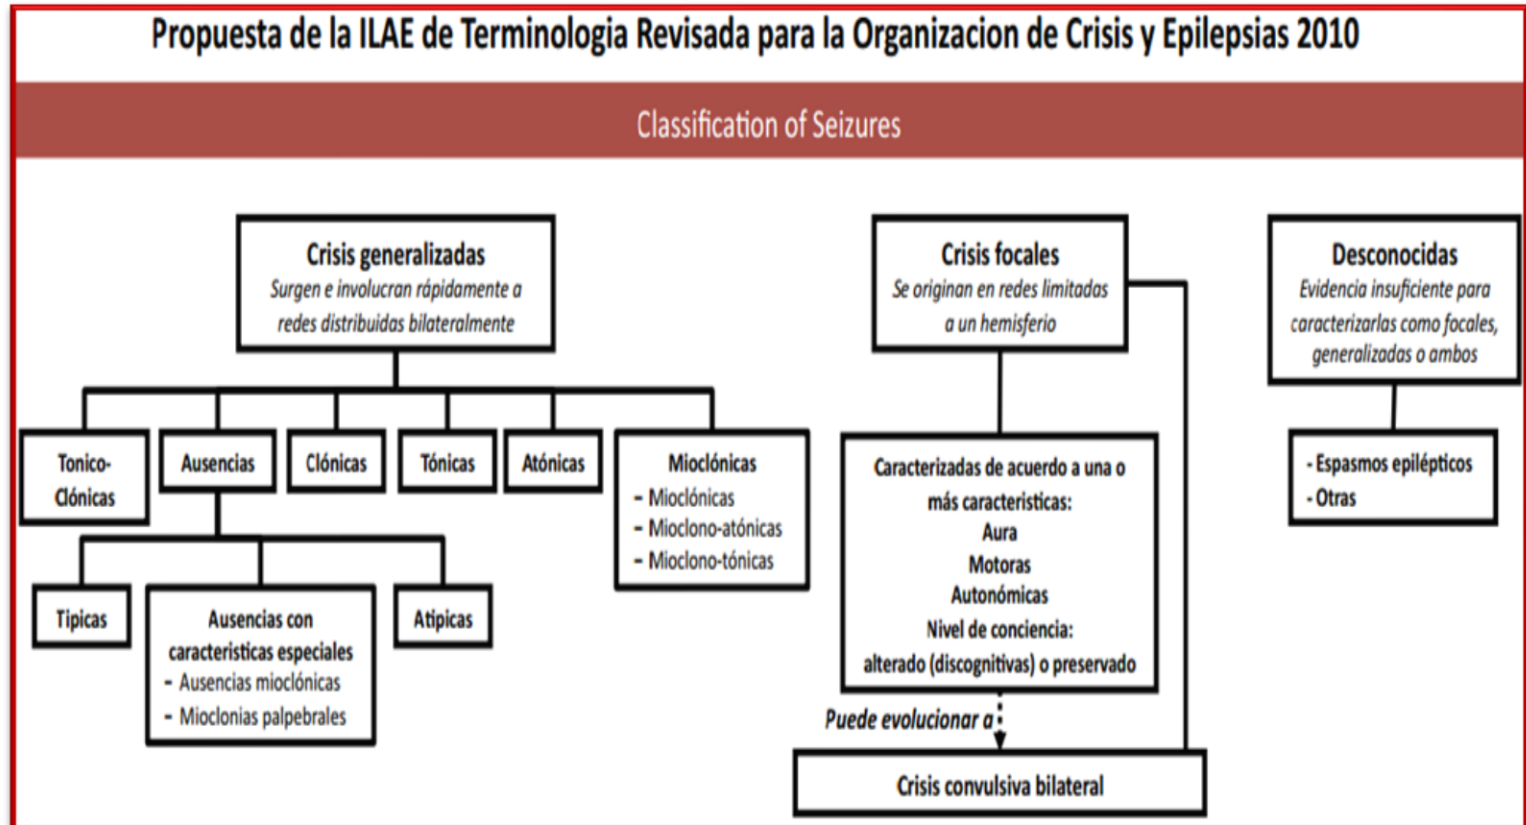 Propuesta de la ILAE de Terminologia Revisada para la Organizacion de Crisis y Epilepsias 2010
Classification of Seizures
Crisis generalizadas
Surgen e involucran rápidamente a
redes distribuidas bilateralmente
Tonico-
Clónicas
Ausencias
Clónicas
Tónicas
Atónicas
Mioclónicas
– Mioclónicas
– Mioclono-atónicas
– Mioclono-tónicas
Tipicas
Ausencias con
caracteristicas especiales
– Ausencias mioclónicas
– Mioclonias palpebrales
Atipicas
Crisis focales
Se originan en redes limitadas
a un hemisferio
Caracterizadas de acuerdo a una o
más caracteristicas:
Aura
Motoras
Autonómicas
Nivel de conciencia:
alterado (discognitivas) o preservado
Puede evolucionar a
Crisis convulsiva bilateral
Desconocidas
Evidencia insuficiente para
caracterizarlas como focales,
generalizadas o ambos
- Espasmos epilépticos
- Otras